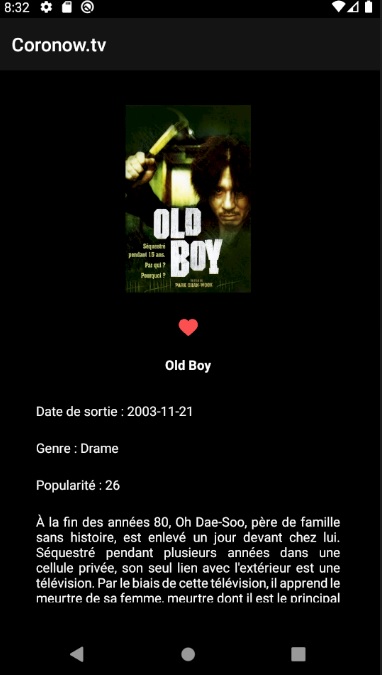 8:32
Coronow.tv
OLD
BOY
Séquestré
pendant 15 ans.
Par qui ?
Pourquoi ?
PARK CHAN-WOOK
Old Boy
Date de sortie : 2003-11-21
Genre : Drame
Popularité : 26
À la fin des années 80, Oh Dae-Soo, père de famille
sans histoire, est enlevé un jour devant chez lui.
Séquestré pendant plusieurs années dans une
cellule privée, son seul lien avec l'extérieur est une
télévision. Par le biais de cette télévision, il apprend le
meurtre de sa femme, meurtre dont il est le principal